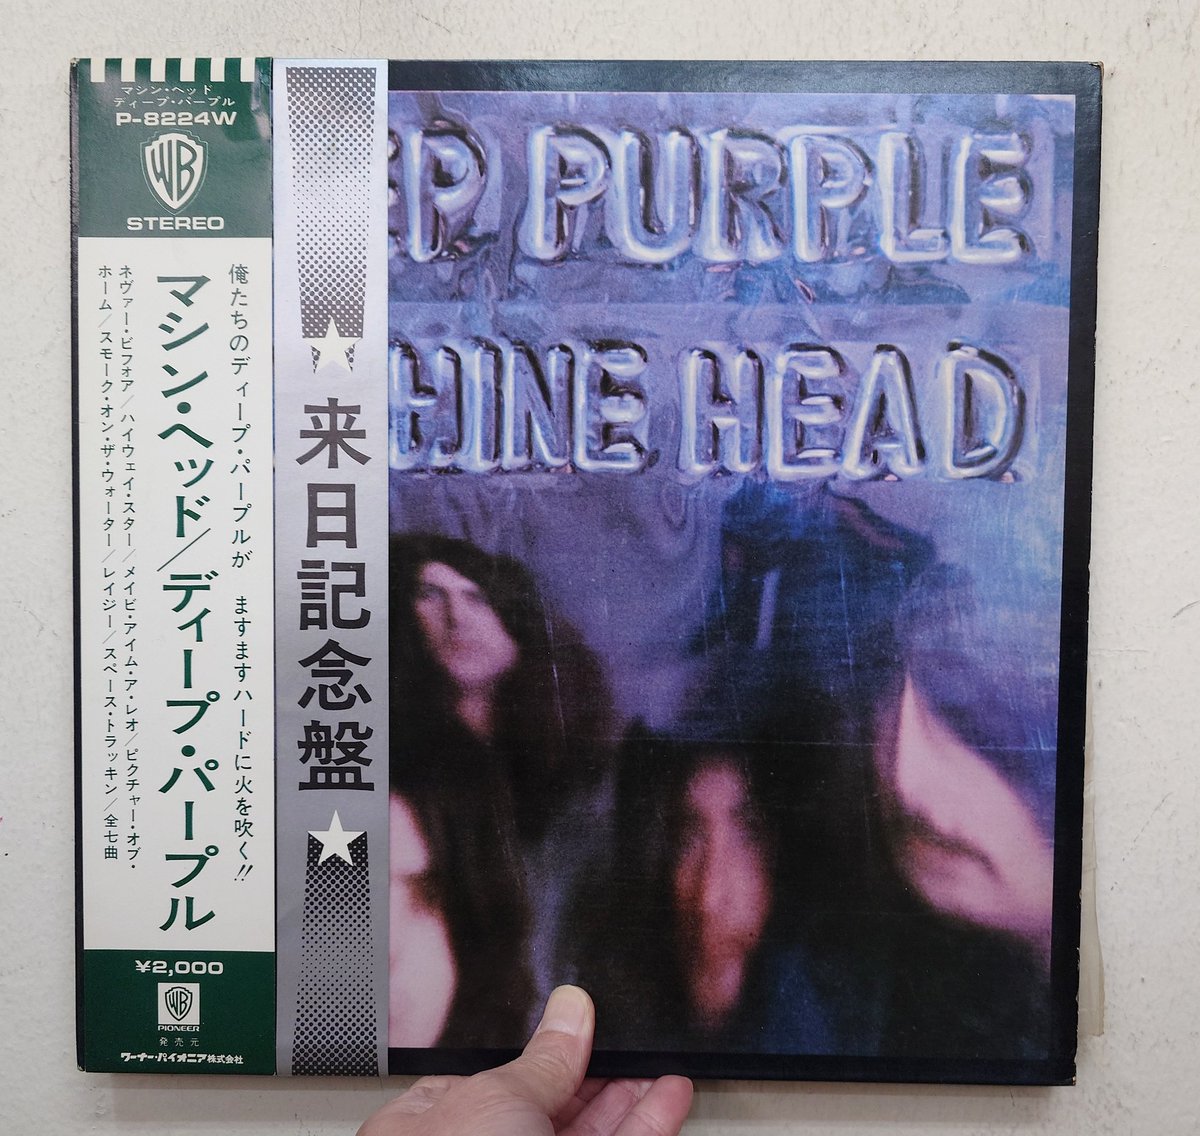 マシン・ヘッド
ディープ・パープル
P-8224W
WB
STEREO
俺たちのディープ・パープルが ますますハードに火を吹く!!
マシン・ヘッド/ディープ・パープル
ネヴァー・ビフォア/ハイウェイ・スター/メイビ・アイム・ア・レオ/ピクチャー・オブ・
ホーム/スモーク・オン・ザ・ウォーター/レイジー/スペース・トラッキン/全七曲
¥2,000
WB
PIONEER
発売元
ワーナー・パイオニア株式会社
来日記念盤
EP PURPLE
HINE HEAD